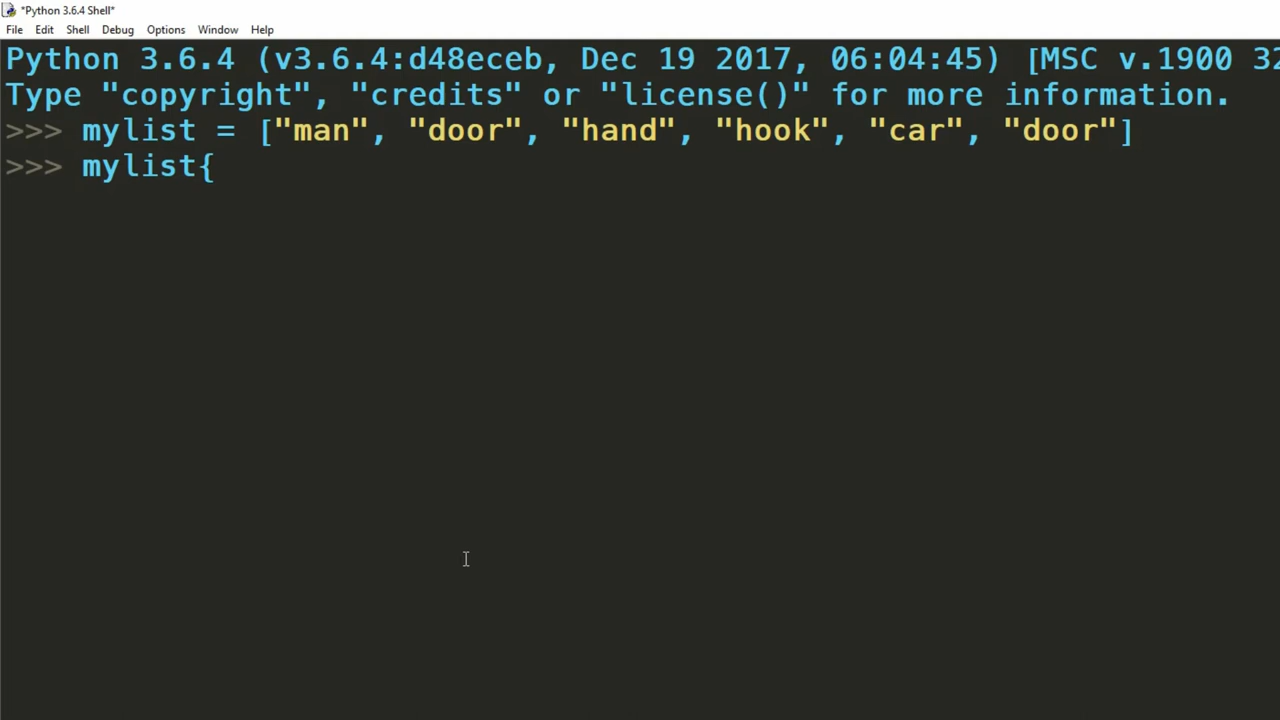 *Python 3.6.4 Shell*
File Edit Shell Debug Options Window Help
Python 3.6.4 (v3.6.4:d48eceb, Dec 19 2017, 06:04:45) [MSC v.1900 32
Type "copyright", "credits" or "license()" for more information.
>>> mylist = ["man", "door", "hand", "hook", "car", "door"]
>>> mylist{